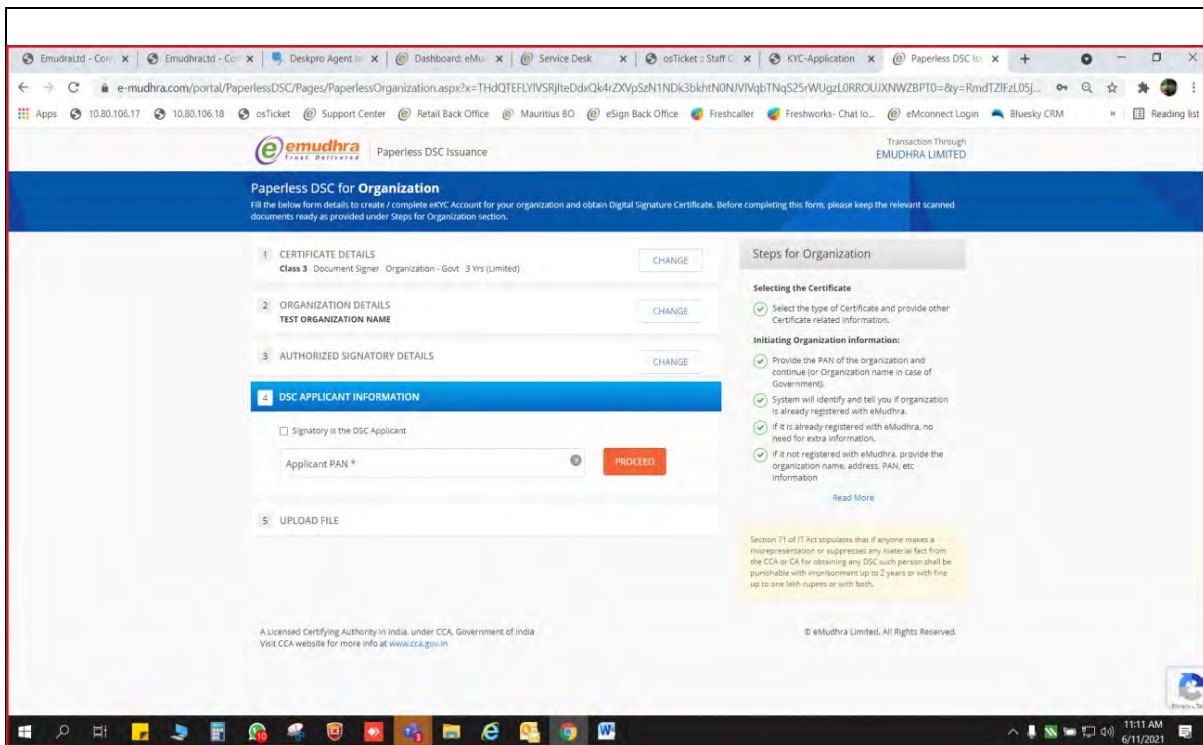 EmudraLtd - Con
EmudhraLtd - Con
Deskpro Agent In
Dashboard: eMu
Service Desk
osTicket :: Staff C
KYC-Application
Paperless DSC Iss
e-mudhra.com/portal/PaperlessDSC/Pages/PaperlessOrganization.aspx?x=
Apps
10.80.106.17
10.80.106.18
osTicket
Support Center
Retail Back Office
Mauritius BO
eSign Back Office
Freshcaller
Freshworks- Chat lo...
eMconnect Login
Bluesky CRM
»
Reading list
emudhra
Trust Delivered
Paperless DSC Issuance
Transaction Through
EMUDHRA LIMITED
Paperless DSC for Organization
Fill the below form details to create / complete eKYC Account for your organization and obtain Digital Signature Certificate. Before completing this form, please keep the relevant scanned
documents ready as provided under Steps for Organization section.
1 CERTIFICATE DETAILS
Class 3 Document Signer Organization - Govt 3 Yrs (Limited)
CHANGE
2 ORGANIZATION DETAILS
TEST ORGANIZATION NAME
CHANGE
3 AUTHORIZED SIGNATORY DETAILS
CHANGE
4 DSC APPLICANT INFORMATION
Signatory is the DSC Applicant
Applicant PAN *
?
PROCEED
5 UPLOAD FILE
Steps for Organization
Selecting the Certificate
Select the type of Certificate and provide other
Certificate related information.
Initiating Organization information:
Provide the PAN of the organization and
continue (or Organization name in case of
Government).
System will identify and tell you if organization
is already registered with eMudhra.
if it is already registered with eMudhra, no
need for extra information.
if it not registered with eMudhra, provide the
organization name, address, PAN, etc
information
Read More
Section 71 of IT Act stipulates that if anyone makes a
misrepresentation or suppresses any material fact from
the CCA or CA for obtaining any DSC such person shall be
punishable with imprisonment up to 2 years or with fine
up to one lakh rupees or with both.
A Licensed Certifying Authority in India, under CCA, Government of India
Visit CCA website for more info at www.cca.gov.in
© eMudhra Limited. All Rights Reserved.
11:11 AM
6/11/2021